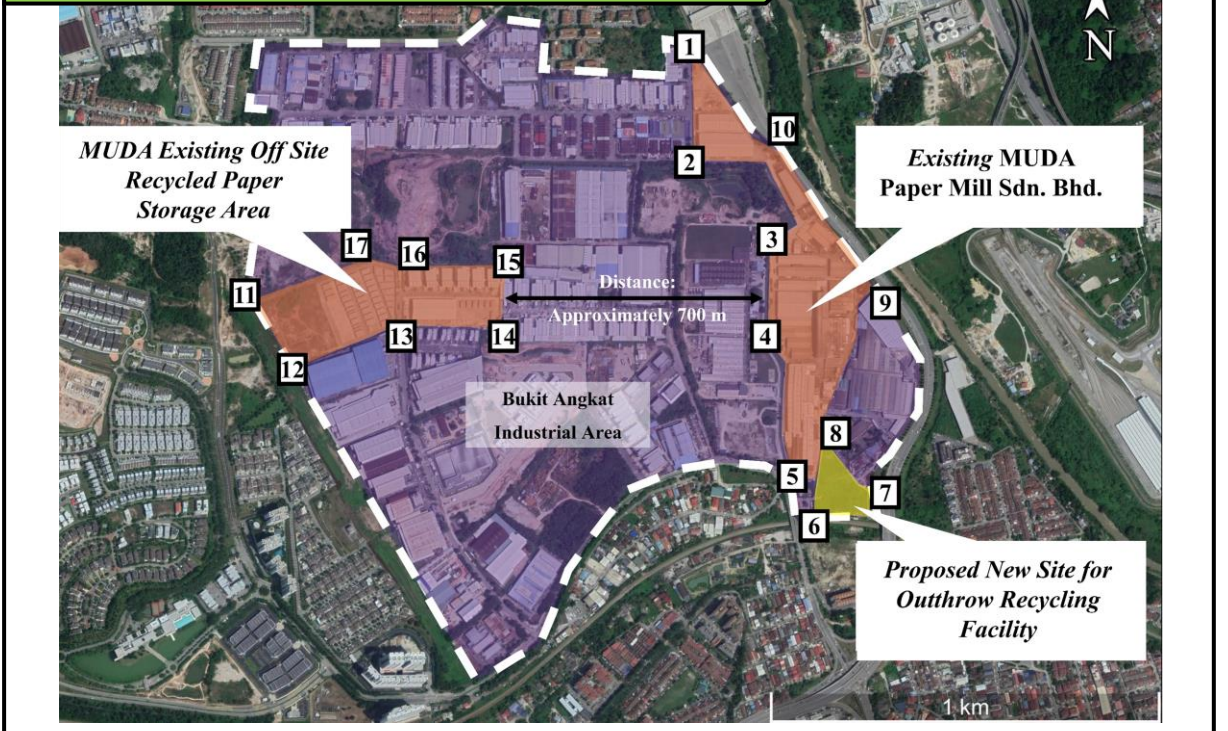 N
1
10
MUDA Existing Off Site
Recycled Paper
Storage Area
2
Existing MUDA
Paper Mill Sdn. Bhd.
3
17
16
15
11
Distance:
Approximately 700 m
9
13
14
4
12
Bukit Angkat
Industrial Area
8
5
7
6
Proposed New Site for
Outthrow Recycling
Facility
1 km